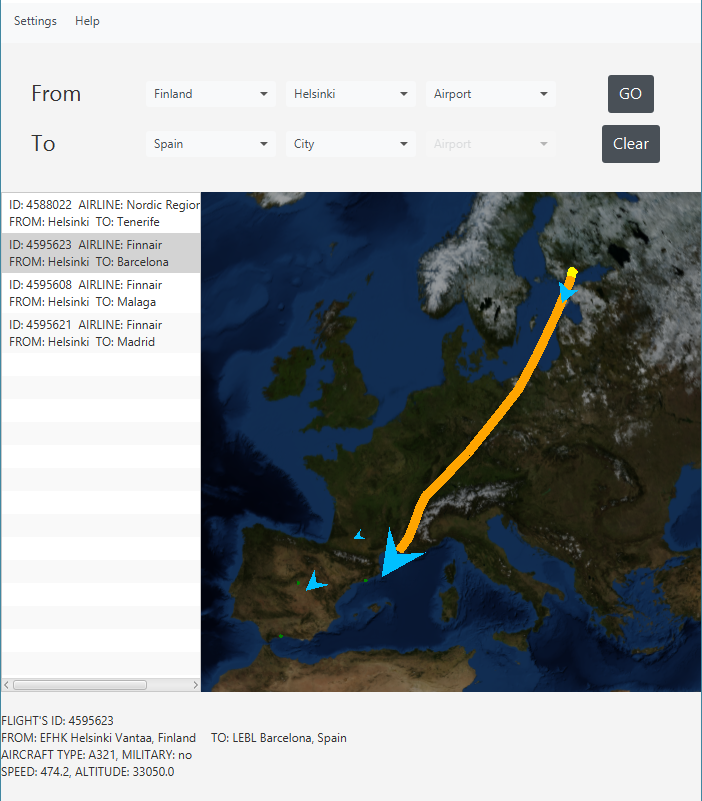 Settings Help
From Finland Helsinki Airport GO
To Spain City Airport Clear
ID: 4588022 AIRLINE: Nordic Region
FROM: Helsinki TO: Tenerife
ID: 4595623 AIRLINE: Finnair
FROM: Helsinki TO: Barcelona
ID: 4595608 AIRLINE: Finnair
FROM: Helsinki TO: Malaga
ID: 4595621 AIRLINE: Finnair
FROM: Helsinki TO: Madrid
FLIGHT'S ID: 4595623
FROM: EFHK Helsinki Vantaa, Finland TO: LEBL Barcelona, Spain
AIRCRAFT TYPE: A321, MILITARY: no
SPEED: 474.2, ALTITUDE: 33050.0